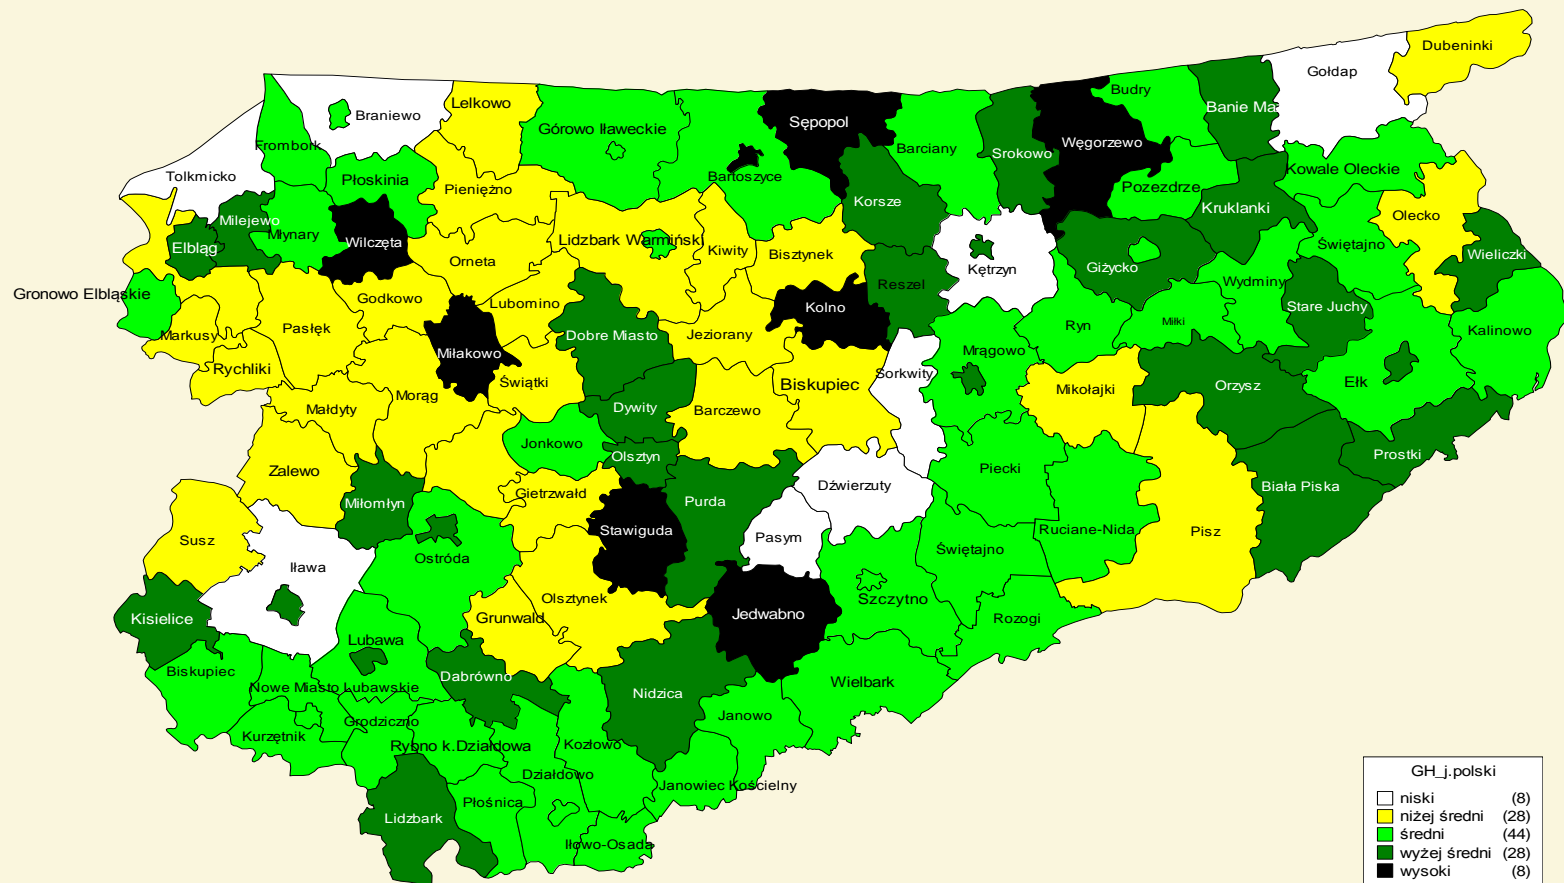 Dubeninki
Gołdap
Budry
Banie Ma
Lelkowo
Braniewo
Sępopol
Górowo Iławeckie
Węgorzewo
Frombork
Barciany
Srokowo
Kowale Oleckie
Tolkmicko
Płoskinia
Bartoszyce
Pozezdrze
Pieniężno
Korsze
Kruklanki
Olecko
Milejewo
Młynary
Wilczęta
Lidzbark Warmiński
Kiwity
Bisztynek
Świętajno
Elbląg
Orneta
Kętrzyn
Giżycko
Wieliczki
Wydminy
Reszel
Gronowo Elbląskie
Godkowo
Lubomino
Kolno
Stare Juchy
Markusy
Pasłęk
Dobre Miasto
Jeziorany
Ryn
Miłki
Kalinowo
Miłakowo
Mrągowo
Rychliki
Świątki
Sorkwity
Biskupiec
Mikołajki
Orzysz
Ełk
Morąg
Małdyty
Dywity
Barczewo
Jonkowo
Olsztyn
Prostki
Zalewo
Piecki
Gietrzwałd
Dźwierzuty
Biała Piska
Miłomłyn
Purda
Stawiguda
Ruciane-Nida
Pisz
Susz
Pasym
Świętajno
Ostróda
Iława
Olsztynek
Szczytno
Kisielice
Grunwald
Jedwabno
Rozogi
Lubawa
Biskupiec
Dabrówno
Wielbark
Nowe Miasto Lubawskie
Nidzica
Grodziczno
Janowo
Kurzętnik
Rybno k.Działdowa
Kozłowo
Działdowo
Janowiec Kościelny
Płośnica
Lidzbark
Iłowo-Osada
GH_j.polski
niski (8)
niżej średni (28)
średni (44)
wyżej średni (28)
wysoki (8)